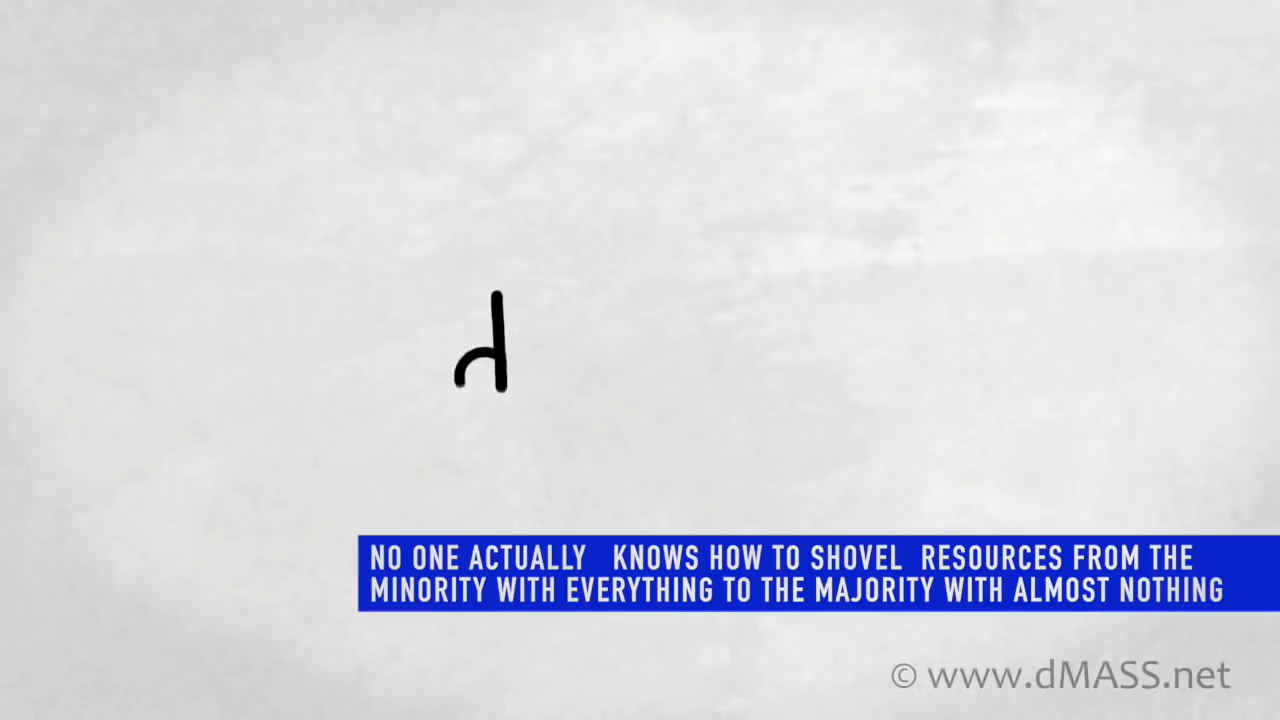 d
NO ONE ACTUALLY KNOWS HOW TO SHOVEL RESOURCES FROM THE
MINORITY WITH EVERYTHING TO THE MAJORITY WITH ALMOST NOTHING
© www.dMASS.net